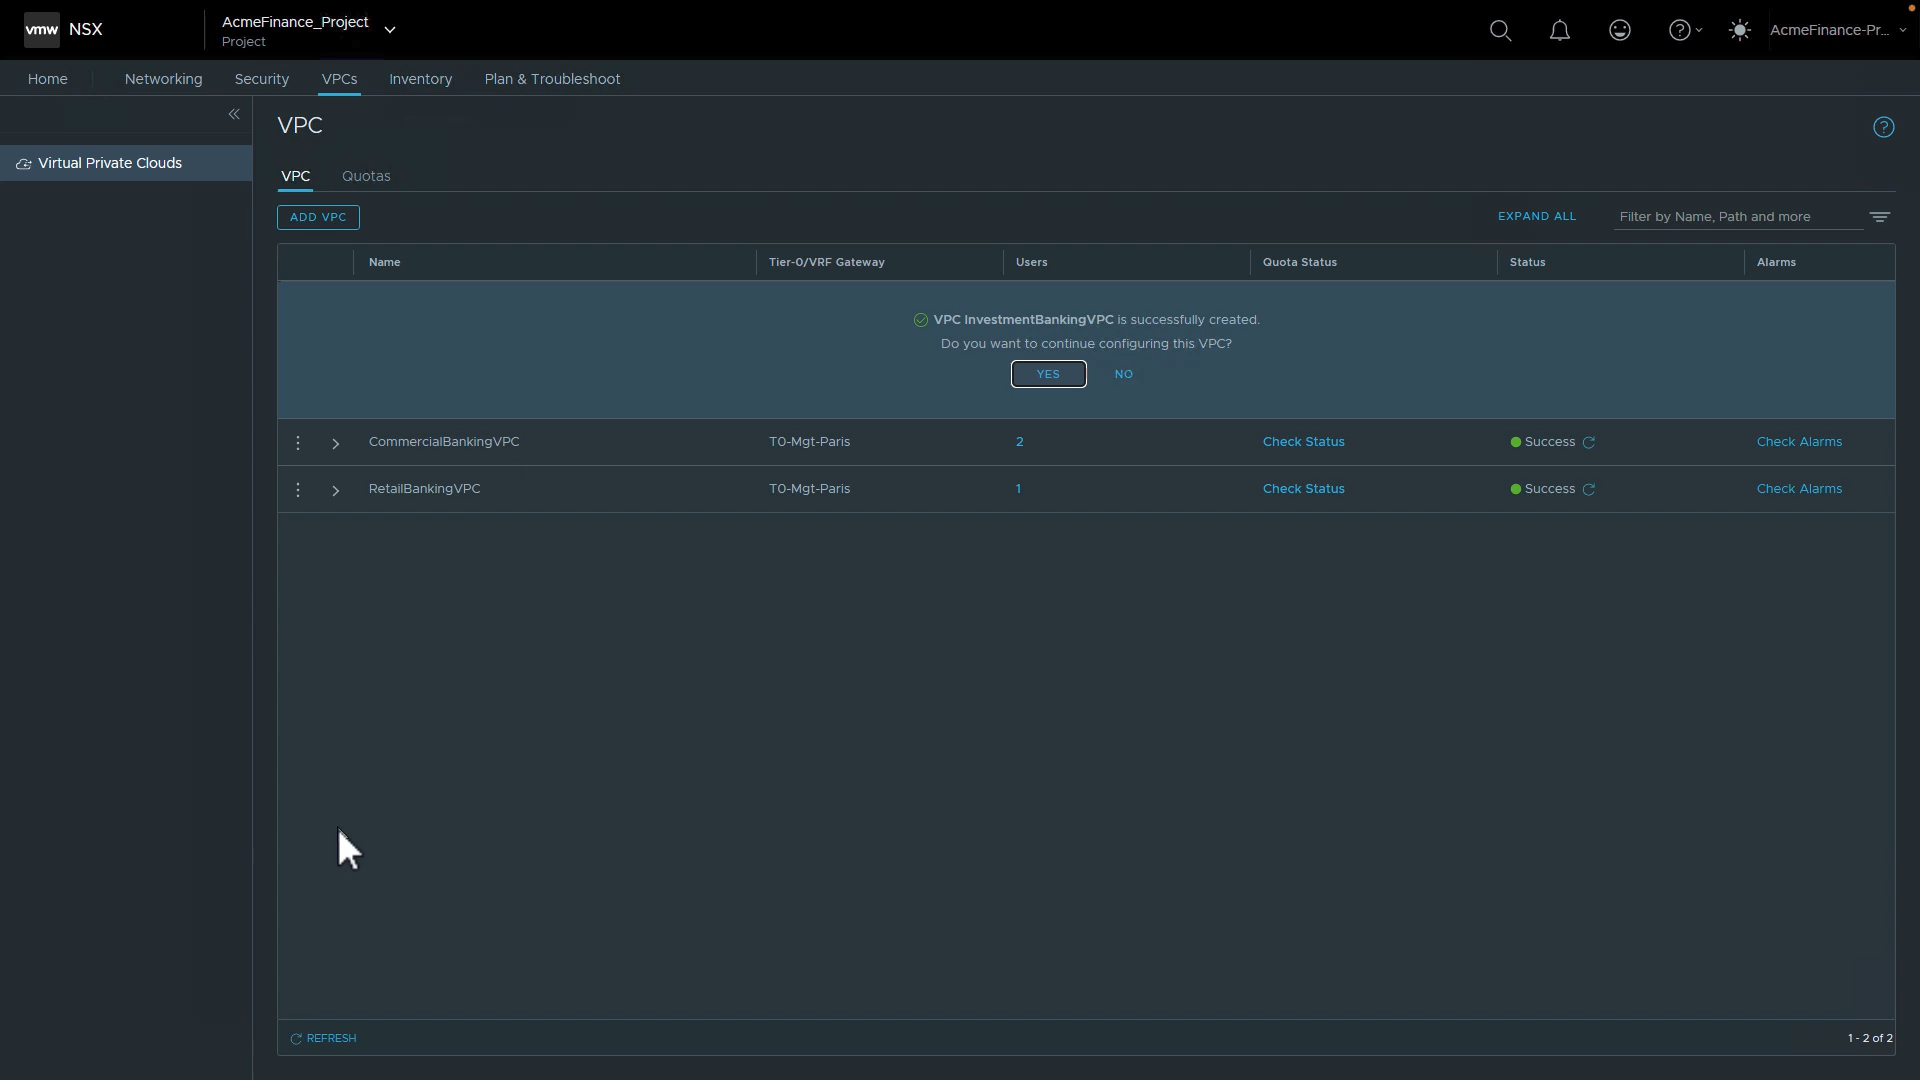 vmw NSX
AcmeFinance_Project
Project
AcmeFinance-Pr...
Home
Networking
Security
VPCs
Inventory
Plan & Troubleshoot
Virtual Private Clouds
VPC
VPC
Quotas
ADD VPC
EXPAND ALL
Filter by Name, Path and more
Name
Tier-0/VRF Gateway
Users
Quota Status
Status
Alarms
VPC InvestmentBankingVPC is successfully created.
Do you want to continue configuring this VPC?
YES
NO
CommercialBankingVPC
T0-Mgt-Paris
2
Check Status
Success
Check Alarms
RetailBankingVPC
T0-Mgt-Paris
1
Check Status
Success
Check Alarms
REFRESH
1 - 2 of 2